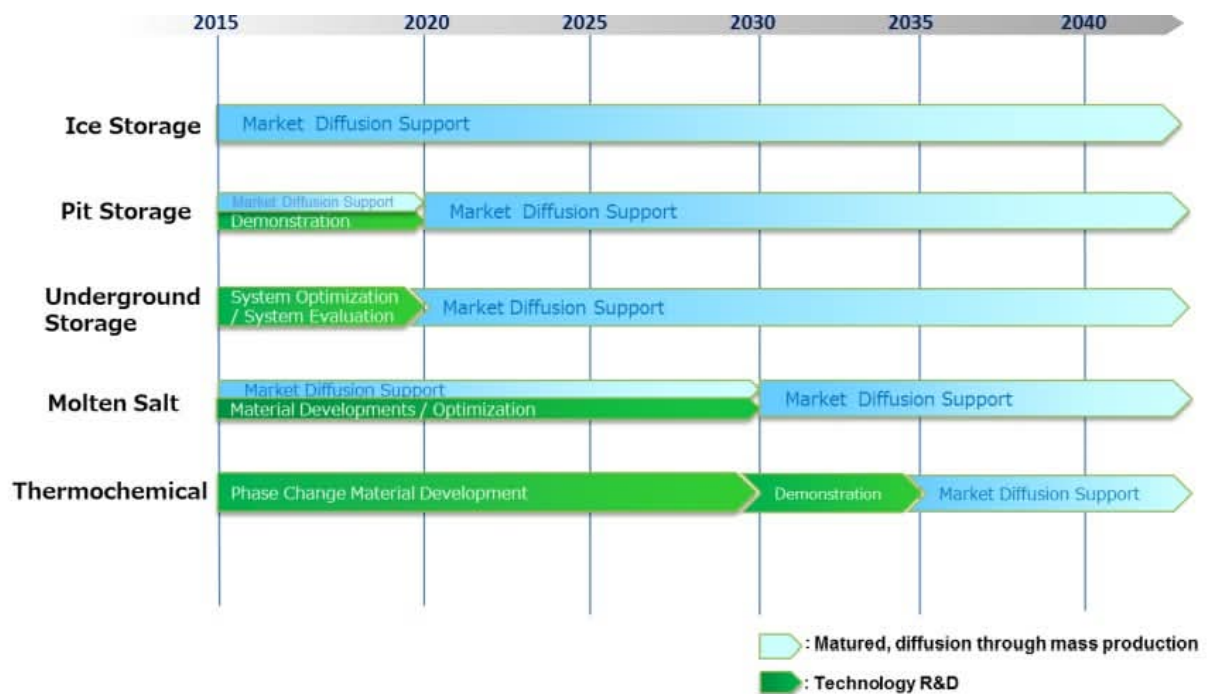 2015 2020 2025 2030 2035 2040
Ice Storage
Market Diffusion Support
Pit Storage
Market Diffusion Support
Demonstration
Market Diffusion Support
Underground
Storage
System Optimization
/ System Evaluation
Market Diffusion Support
Molten Salt
Market Diffusion Support
Material Developments / Optimization
Market Diffusion Support
Thermochemical
Phase Change Material Development
Demonstration
Market Diffusion Support
: Matured, diffusion through mass production
: Technology R&D